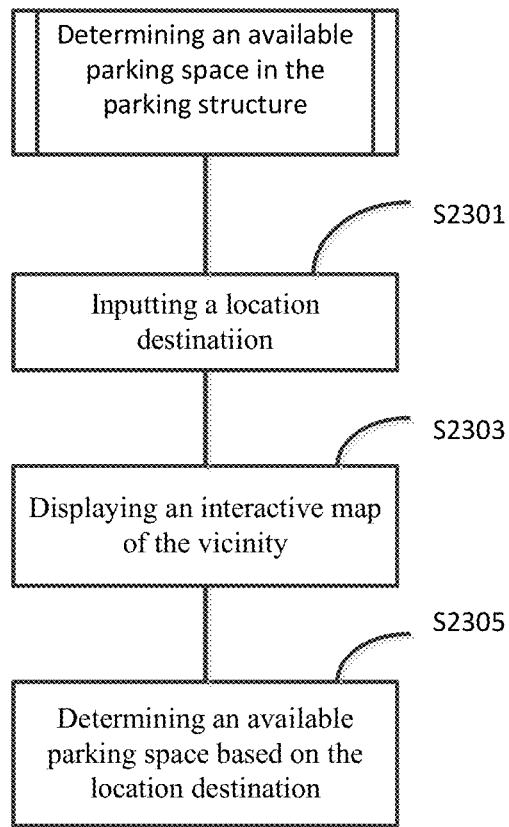 Determining an available
parking space in the
parking structure
S2301
Inputting a location
destinatiion
S2303
Displaying an interactive map
of the vicinity
S2305
Determining an available
parking space based on the
location destination